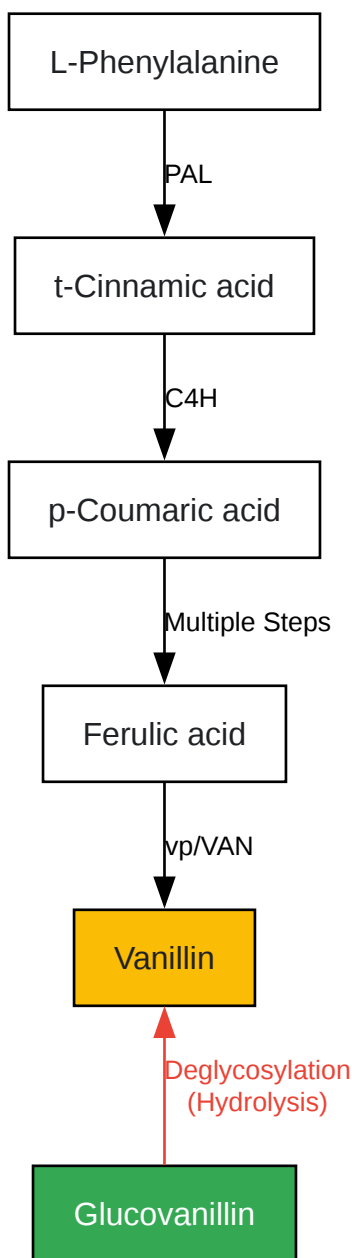 L-Phenylalanine
PAL
t-Cinnamic acid
C4H
p-Coumaric acid
Multiple Steps
Ferulic acid
vp/VAN
Vanillin
Deglycosylation
(Hydrolysis)
Glucovanillin